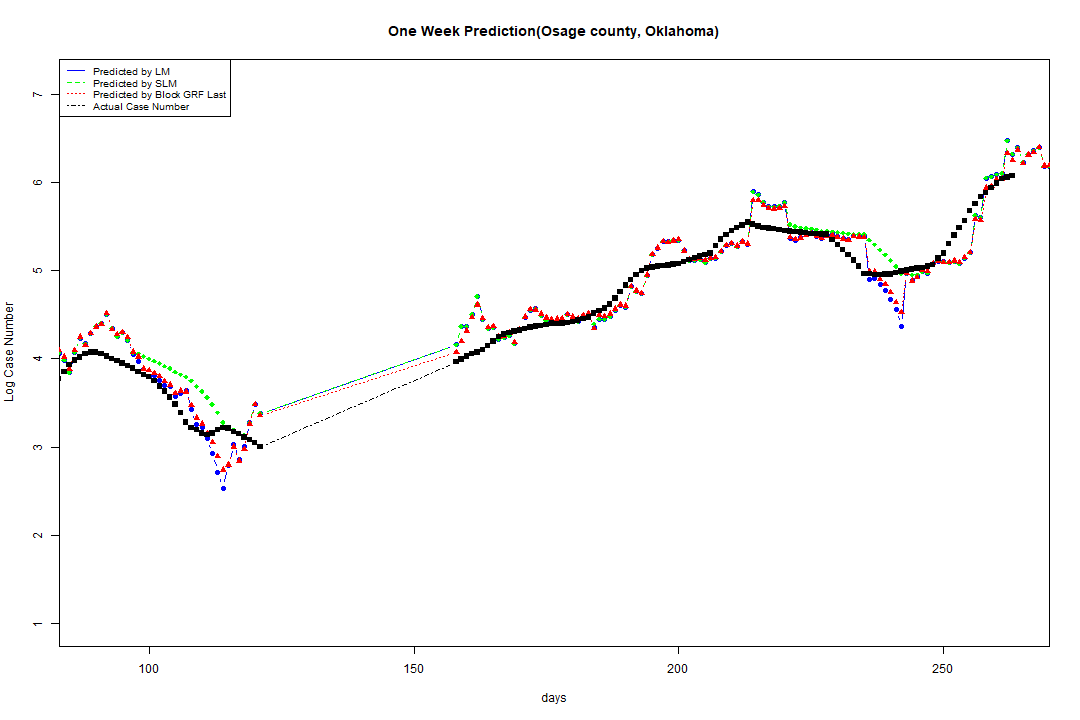 One Week Prediction(Osage county, Oklahoma)
Predicted by LM
Predicted by SLM
Predicted by Block GRF Last
Actual Case Number
7
6
5
4
3
2
1
Log Case Number
100 150 200 250
days